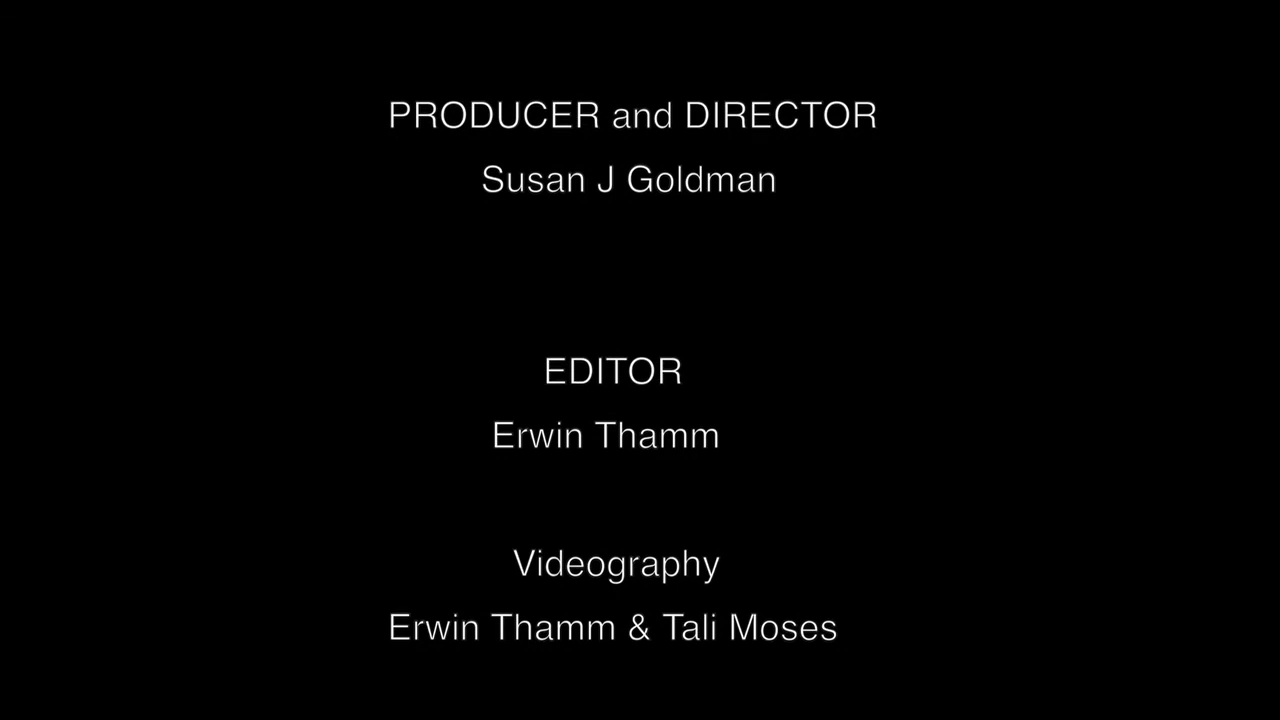 PRODUCER and DIRECTOR
Susan J Goldman
EDITOR
Erwin Thamm
Videography
Erwin Thamm & Tali Moses